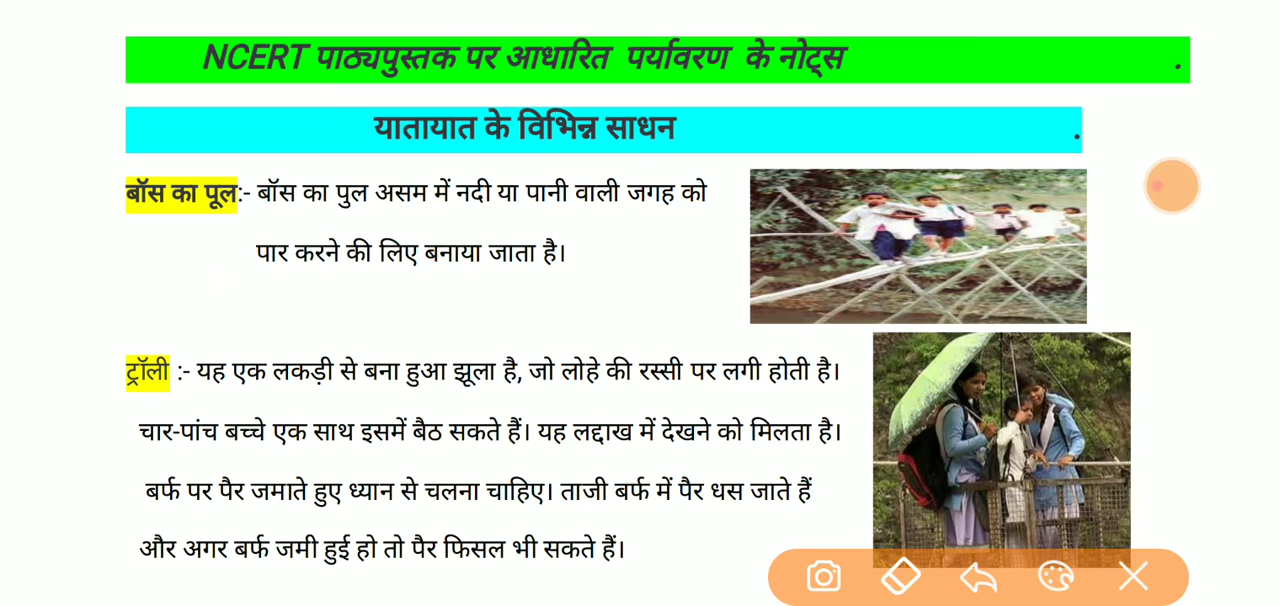 NCERT पाठ्यपुस्तक पर आधारित पर्यावरण के नोट्स .
यातायात के विभिन्न साधन .
बॉस का पूल:- बॉस का पुल असम में नदी या पानी वाली जगह को
पार करने की लिए बनाया जाता है।
ट्रॉली :- यह एक लकड़ी से बना हुआ झूला है, जो लोहे की रस्सी पर लगी होती है।
चार-पांच बच्चे एक साथ इसमें बैठ सकते हैं। यह लद्दाख में देखने को मिलता है।
बर्फ पर पैर जमाते हुए ध्यान से चलना चाहिए। ताजी बर्फ में पैर धस जाते हैं
और अगर बर्फ जमी हुई हो तो पैर फिसल भी सकते हैं।